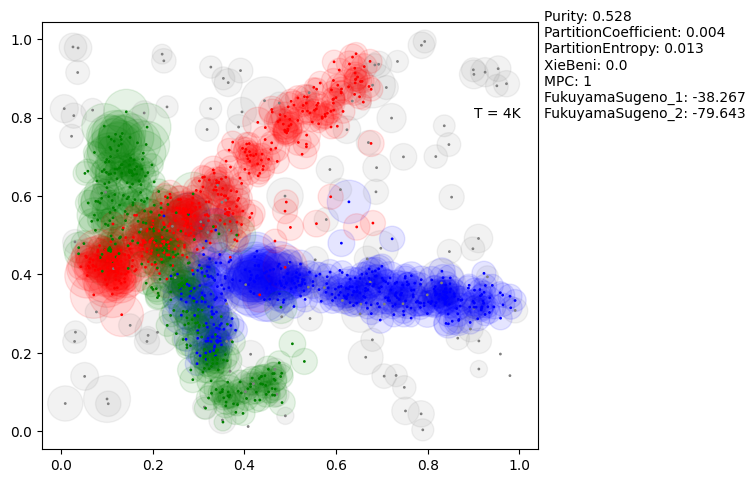 Purity: 0.528
PartitionCoefficient: 0.004
PartitionEntropy: 0.013
XieBeni: 0.0
MPC: 1
FukuyamaSugeno_1: -38.267
FukuyamaSugeno_2: -79.643
T = 4K
1.0
0.8
0.6
0.4
0.2
0.0
0.0 0.2 0.4 0.6 0.8 1.0